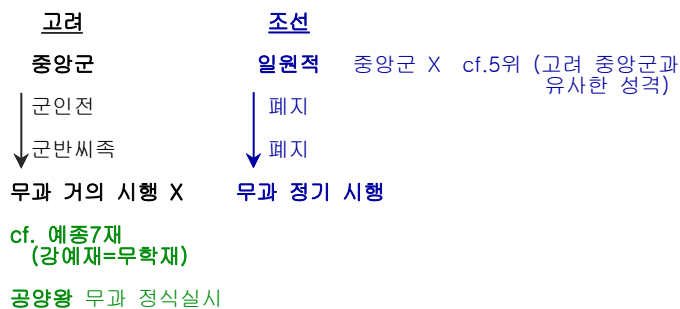 고려 조선
중앙군 일원적 중앙군 X cf.5위 (고려 중앙군과
유사한 성격)
군인전 폐지
군반씨족 폐지
무과 거의 시행 X 무과 정기 시행
cf. 예종7재
(강예재=무학재)
공양왕 무과 정식실시